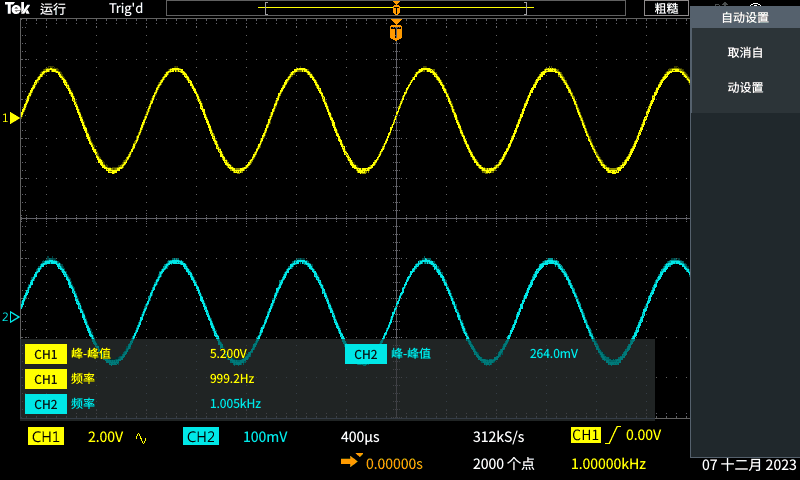 Tek 运行 Trig'd T 粗糙
自动设置
T
取消自
动设置
1
2
CH1 峰-峰值 5.200V CH2 峰-峰值 264.0mV
CH1 频率 999.2Hz
CH2 频率 1.005kHz
CH1 2.00V CH2 100mV 400µs 312kS/s CH1 0.00V
0.00000s 2000 个点 1.00000kHz 07 十二月 2023